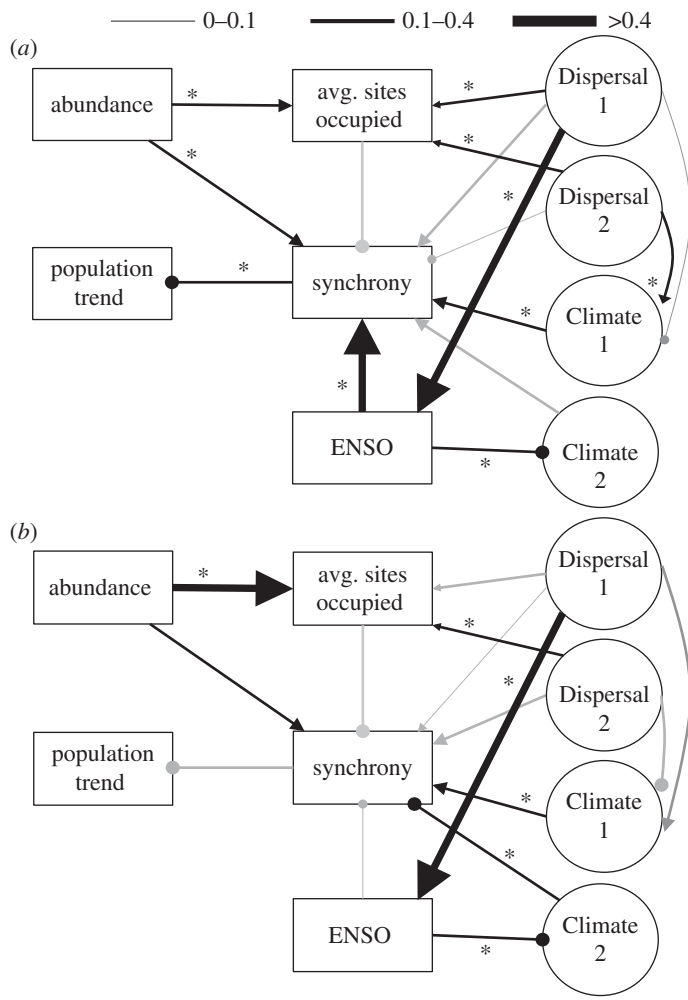 0–0.1 0.1–0.4 >0.4
(a)
abundance
*
avg. sites
occupied
*
Dispersal
1
*
*
*
Dispersal
2
population
trend
*
synchrony
*
*
Climate
1
*
ENSO
*
Climate
2
(b)
abundance
*
avg. sites
occupied
Dispersal
1
*
*
Dispersal
2
population
trend
synchrony
*
Climate
1
*
ENSO
*
Climate
2